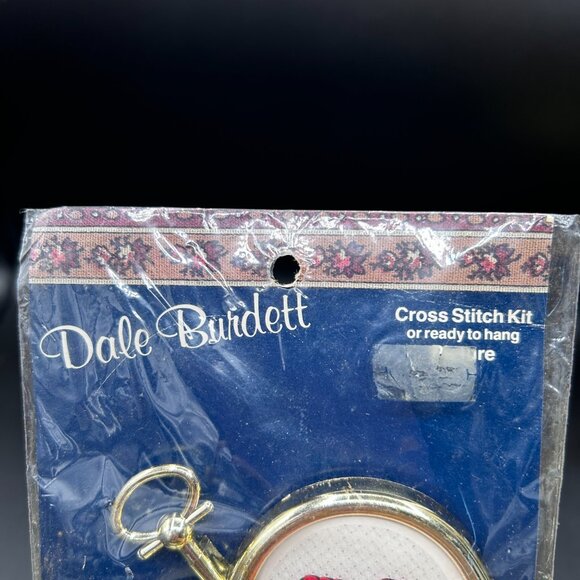 Dale Burdett
Cross Stitch Kit
or ready to hang